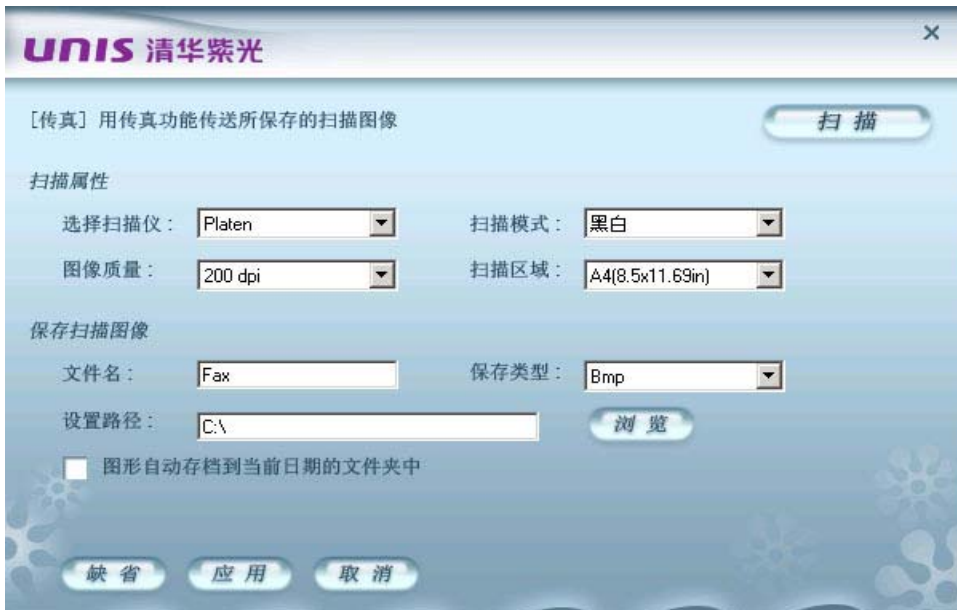 UNIS 清华紫光
×
[传真] 用传真功能传送所保存的扫描图像
扫 描
扫描属性
选择扫描仪： Platen 扫描模式： 黑白
图像质量： 200 dpi 扫描区域： A4(8.5x11.69in)
保存扫描图像
文件名： Fax 保存类型： Bmp
设置路径： C:\ 浏 览
图形自动存档到当前日期的文件夹中
缺 省 应 用 取 消